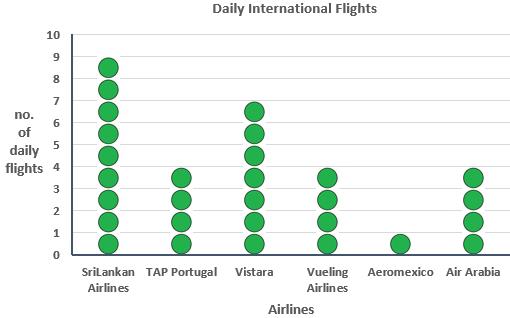 Daily International Flights
10
9
8
7
6
5
4
3
2
1
0
no.
of
daily
flights
SriLankan
Airlines
TAP Portugal
Vistara
Vueling
Airlines
Aeromexico
Air Arabia
Airlines